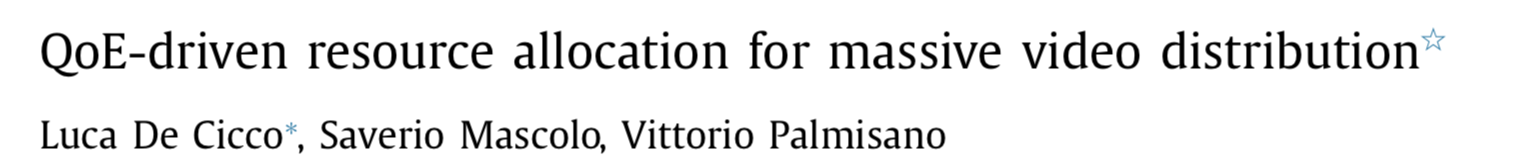 QoE-driven resource allocation for massive video distribution☆
Luca De Cicco*, Saverio Mascolo, Vittorio Palmisano